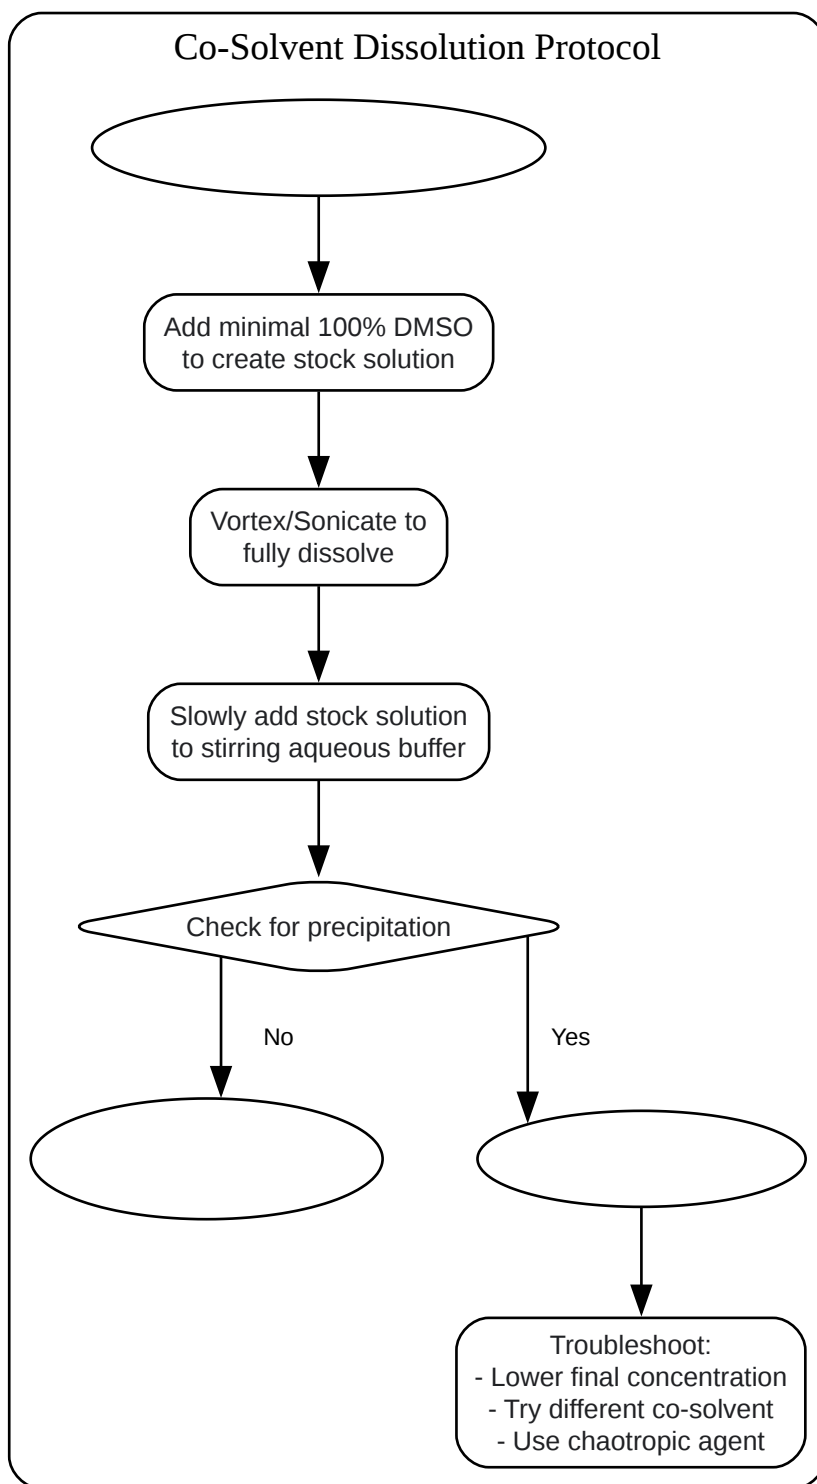 Co-Solvent Dissolution Protocol
Add minimal 100% DMSO
to create stock solution
Vortex/Sonicate to
fully dissolve
Slowly add stock solution
to stirring aqueous buffer
Check for precipitation
No
Yes
Troubleshoot:
- Lower final concentration
- Try different co-solvent
- Use chaotropic agent